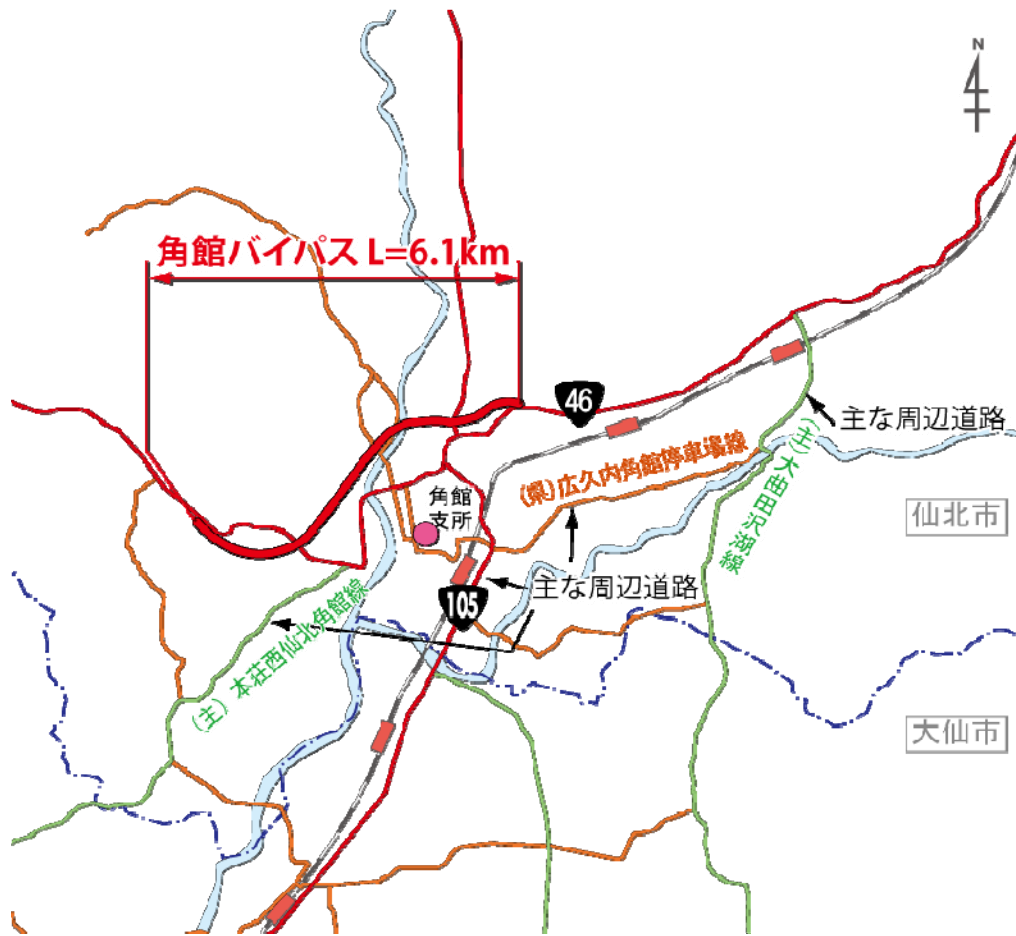 N
角館バイパス L=6.1km
46
主な周辺道路
(県)広久内角館停車場線
(主)大曲田沢湖線
角館
支所
仙北市
主な周辺道路
105
(主)本荘西仙北角館線
大仙市